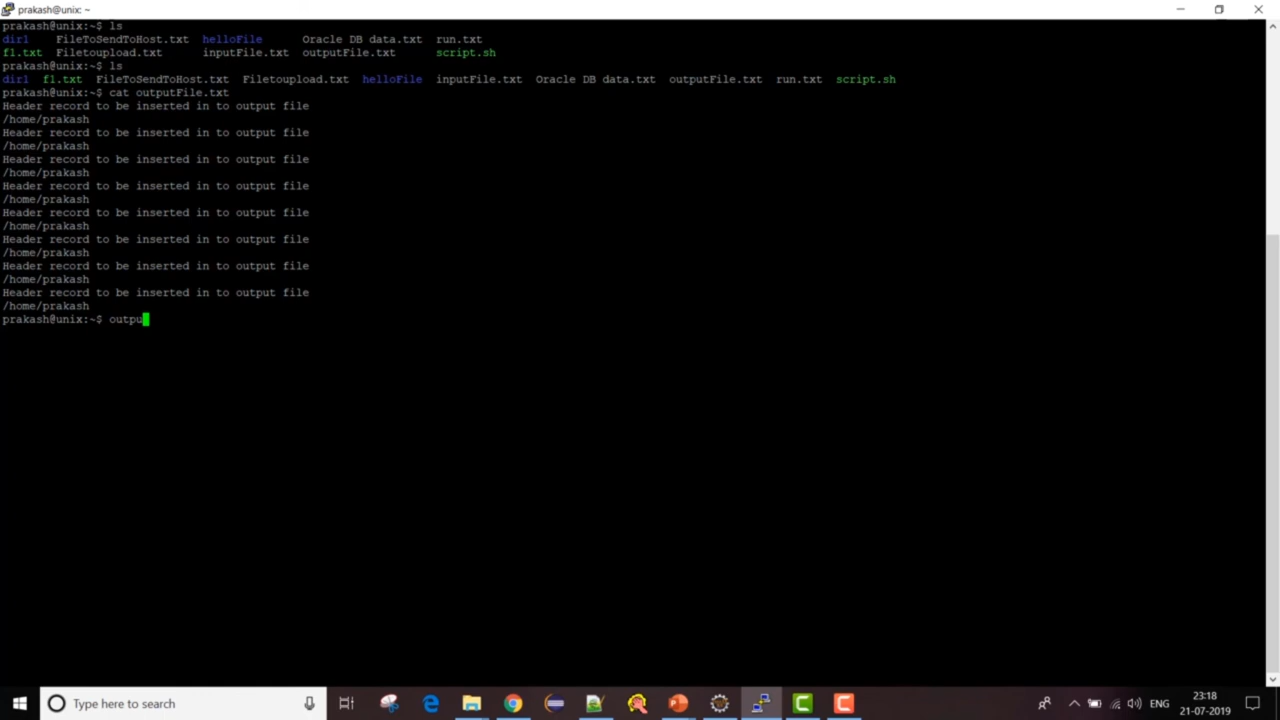 prakash@unix: ~
prakash@unix:~$ ls
dir1 FileToSendToHost.txt helloFile Oracle DB data.txt run.txt
f1.txt Filetoupload.txt inputFile.txt outputFile.txt script.sh
prakash@unix:~$ ls
dir1 f1.txt FileToSendToHost.txt Filetoupload.txt helloFile inputFile.txt Oracle DB data.txt outputFile.txt run.txt script.sh
prakash@unix:~$ cat outputFile.txt
Header record to be inserted in to output file
/home/prakash
Header record to be inserted in to output file
/home/prakash
Header record to be inserted in to output file
/home/prakash
Header record to be inserted in to output file
/home/prakash
Header record to be inserted in to output file
/home/prakash
Header record to be inserted in to output file
/home/prakash
Header record to be inserted in to output file
/home/prakash
Header record to be inserted in to output file
/home/prakash
prakash@unix:~$ outpu
Type here to search
ENG
23:18
21-07-2019